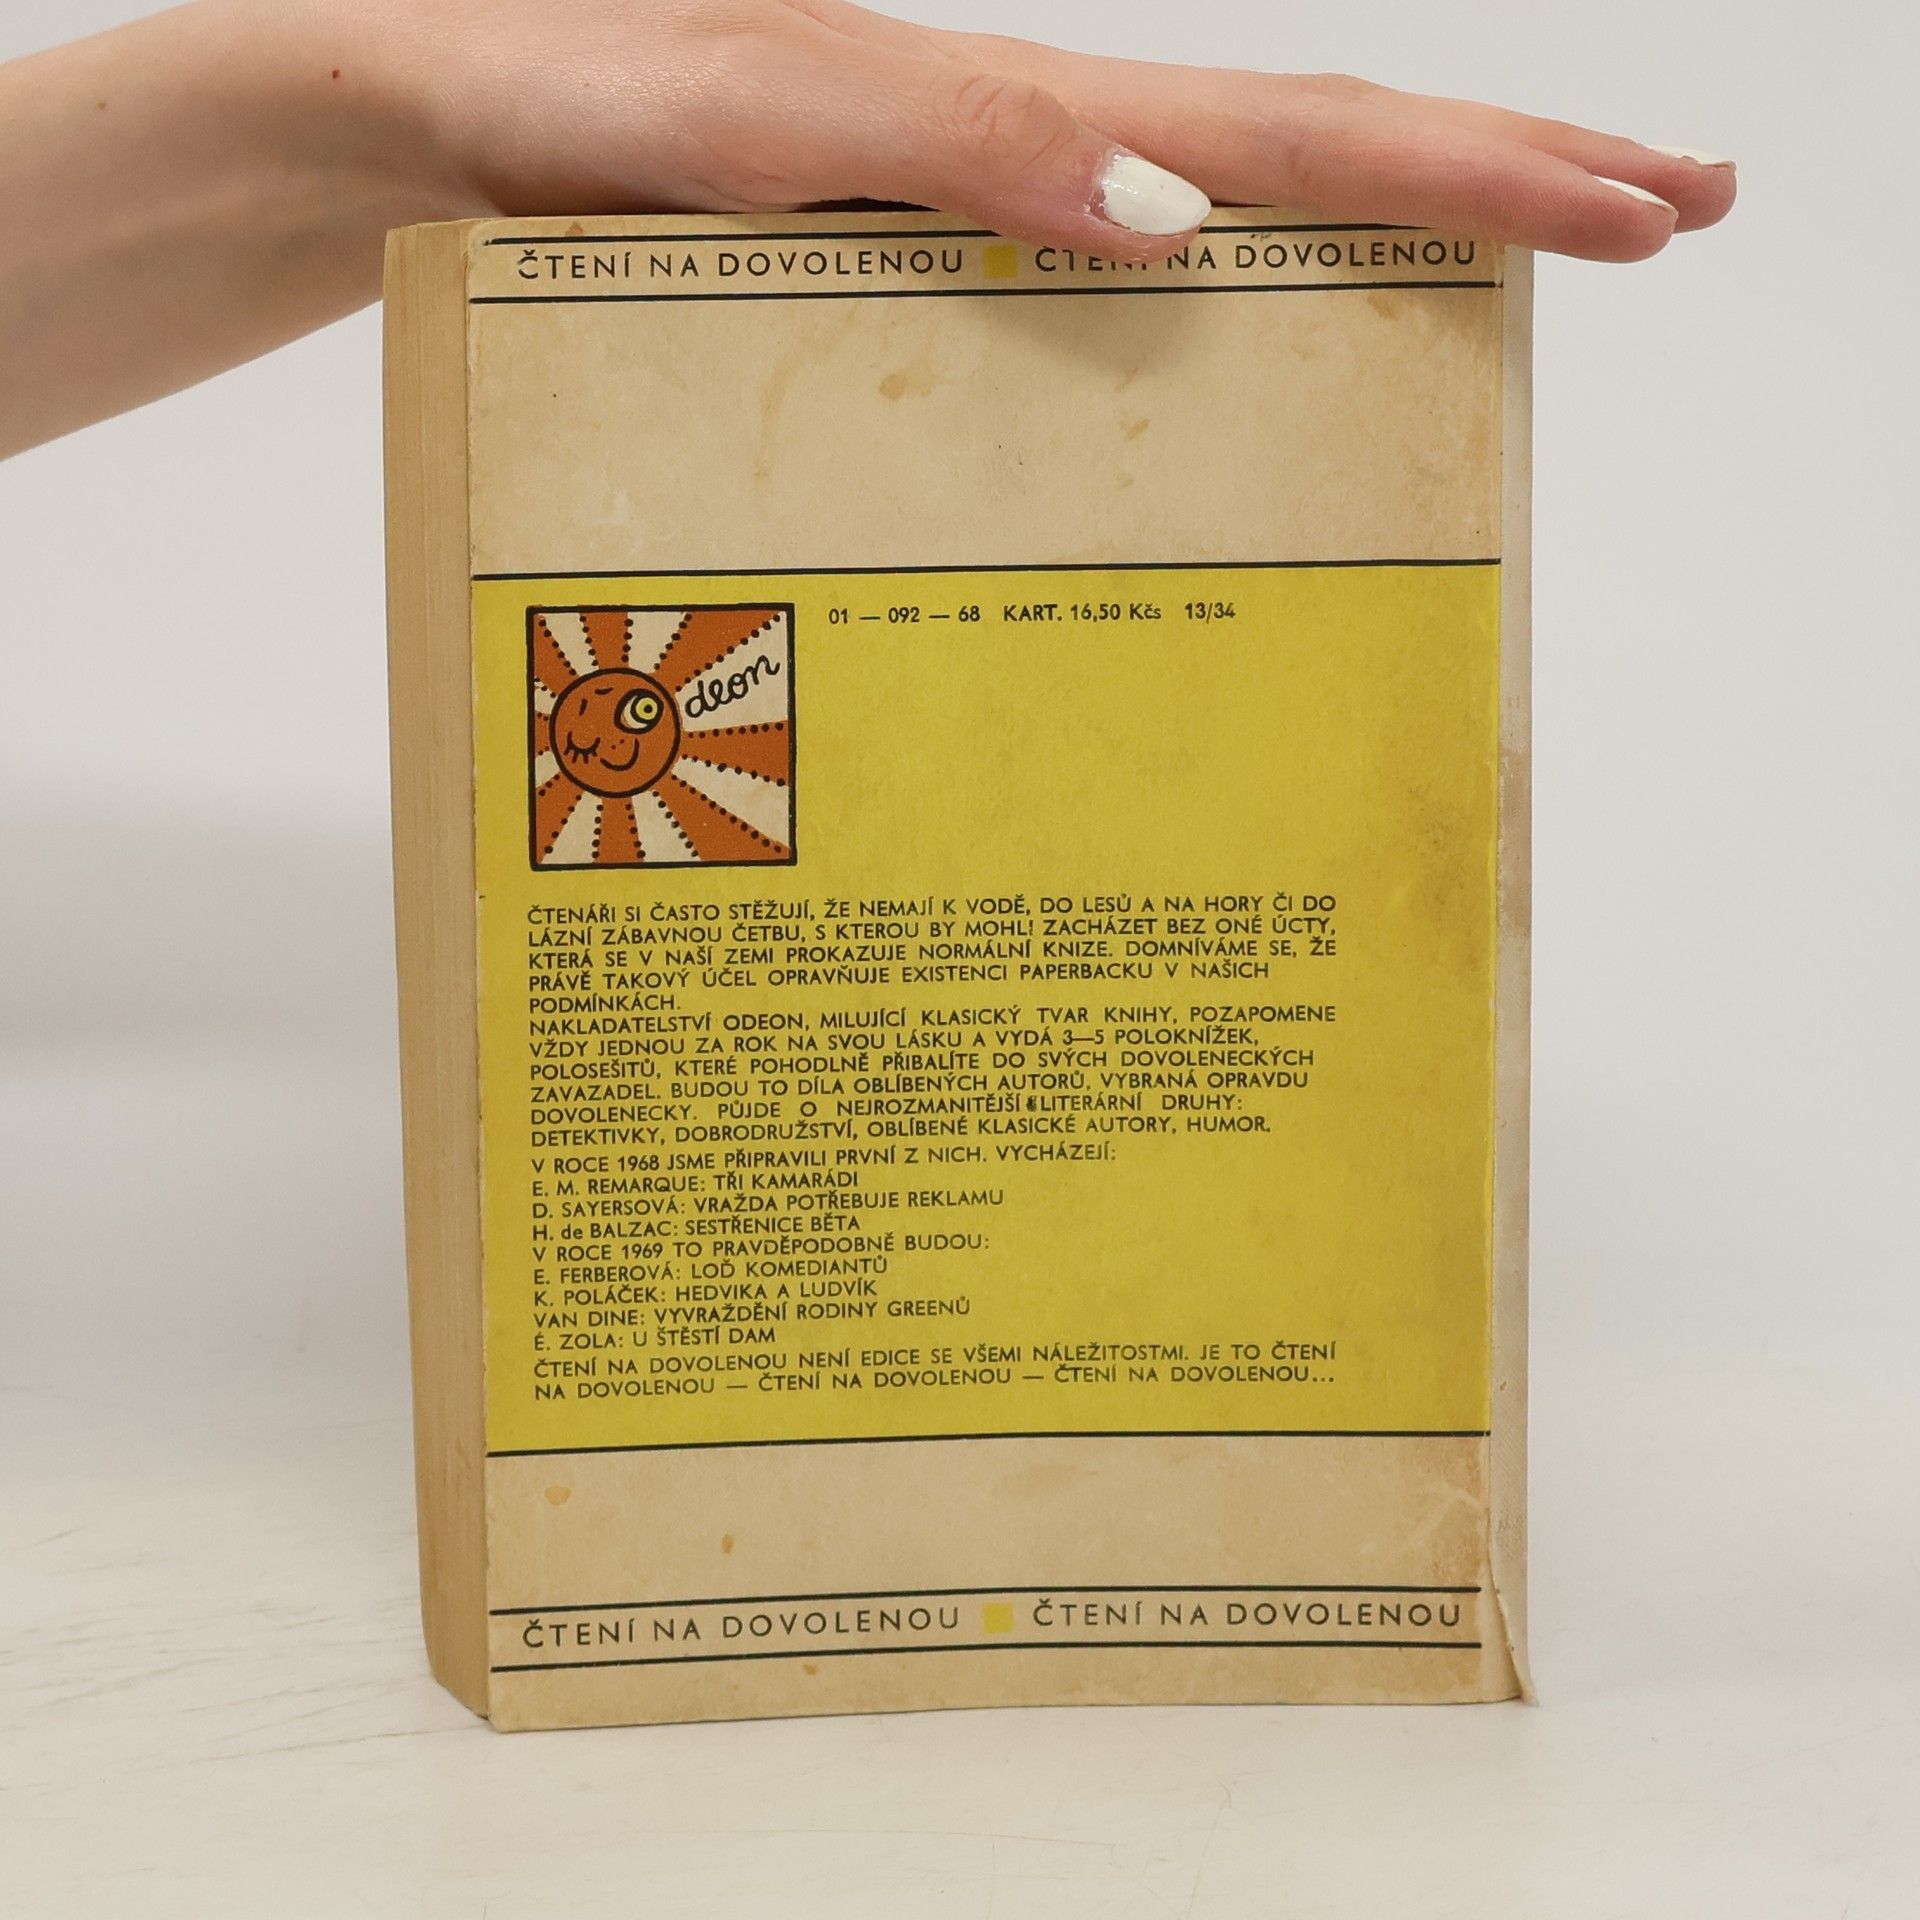 ČTENÍ NA DOVOLENOU ČTENÍ NA DOVOLENOU
01 — 092 — 68 KART. 16,50 Kčs 13/34
deon
ČTENÁŘI SI ČASTO STĚŽUJÍ, ŽE NEMAJÍ K VODĚ, DO LESŮ A NA HORY ČI DO
LÁZNÍ ZÁBAVNOU ČETBU, S KTEROU BY MOHLI ZACHÁZET BEZ ONÉ ÚCTY,
KTERÁ SE V NAŠÍ ZEMI PROKAZUJE NORMÁLNÍ KNIZE. DOMNÍVÁME SE, ŽE
PRÁVĚ TAKOVÝ ÚČEL OPRAVŇUJE EXISTENCI PAPERBACKU V NAŠICH
PODMÍNKÁCH.
NAKLADATELSTVÍ ODEON, MILUJÍCÍ KLASICKÝ TVAR KNIHY, POZAPOMENE
VŽDY JEDNOU ZA ROK NA SVOU LÁSKU A VYDÁ 3—5 POLOKNÍŽEK,
POLOSEŠITŮ, KTERÉ POHODLNĚ PŘIBALÍTE DO SVÝCH DOVOLENECKÝCH
ZAVAZADEL. BUDOU TO DÍLA OBLÍBENÝCH AUTORŮ, VYBRANÁ OPRAVDU
DOVOLENECKY. PŮJDE O NEJROZMANITĚJŠÍ LITERÁRNÍ DRUHY:
DETEKTIVKY, DOBRODRUŽSTVÍ, OBLÍBENÉ KLASICKÉ AUTORY, HUMOR.
V ROCE 1968 JSME PŘIPRAVILI PRVNÍ Z NICH. VYCHÁZEJÍ:
E. M. REMARQUE: TŘI KAMARÁDI
D. SAYERSOVÁ: VRAŽDA POTŘEBUJE REKLAMU
H. de BALZAC: SESTŘENICE BĚTA
V ROCE 1969 TO PRAVDĚPODOBNĚ BUDOU:
E. FERBEROVÁ: LOĎ KOMEDIANTŮ
K. POLÁČEK: HEDVIKA A LUDVÍK
VAN DINE: VYVRAŽDĚNÍ RODINY GREENŮ
É. ZOLA: U ŠTĚSTÍ DAM
ČTENÍ NA DOVOLENOU NENÍ EDICE SE VŠEMI NÁLEŽITOSTMI. JE TO ČTENÍ
NA DOVOLENOU — ČTENÍ NA DOVOLENOU — ČTENÍ NA DOVOLENOU...
ČTENÍ NA DOVOLENOU ČTENÍ NA DOVOLENOU